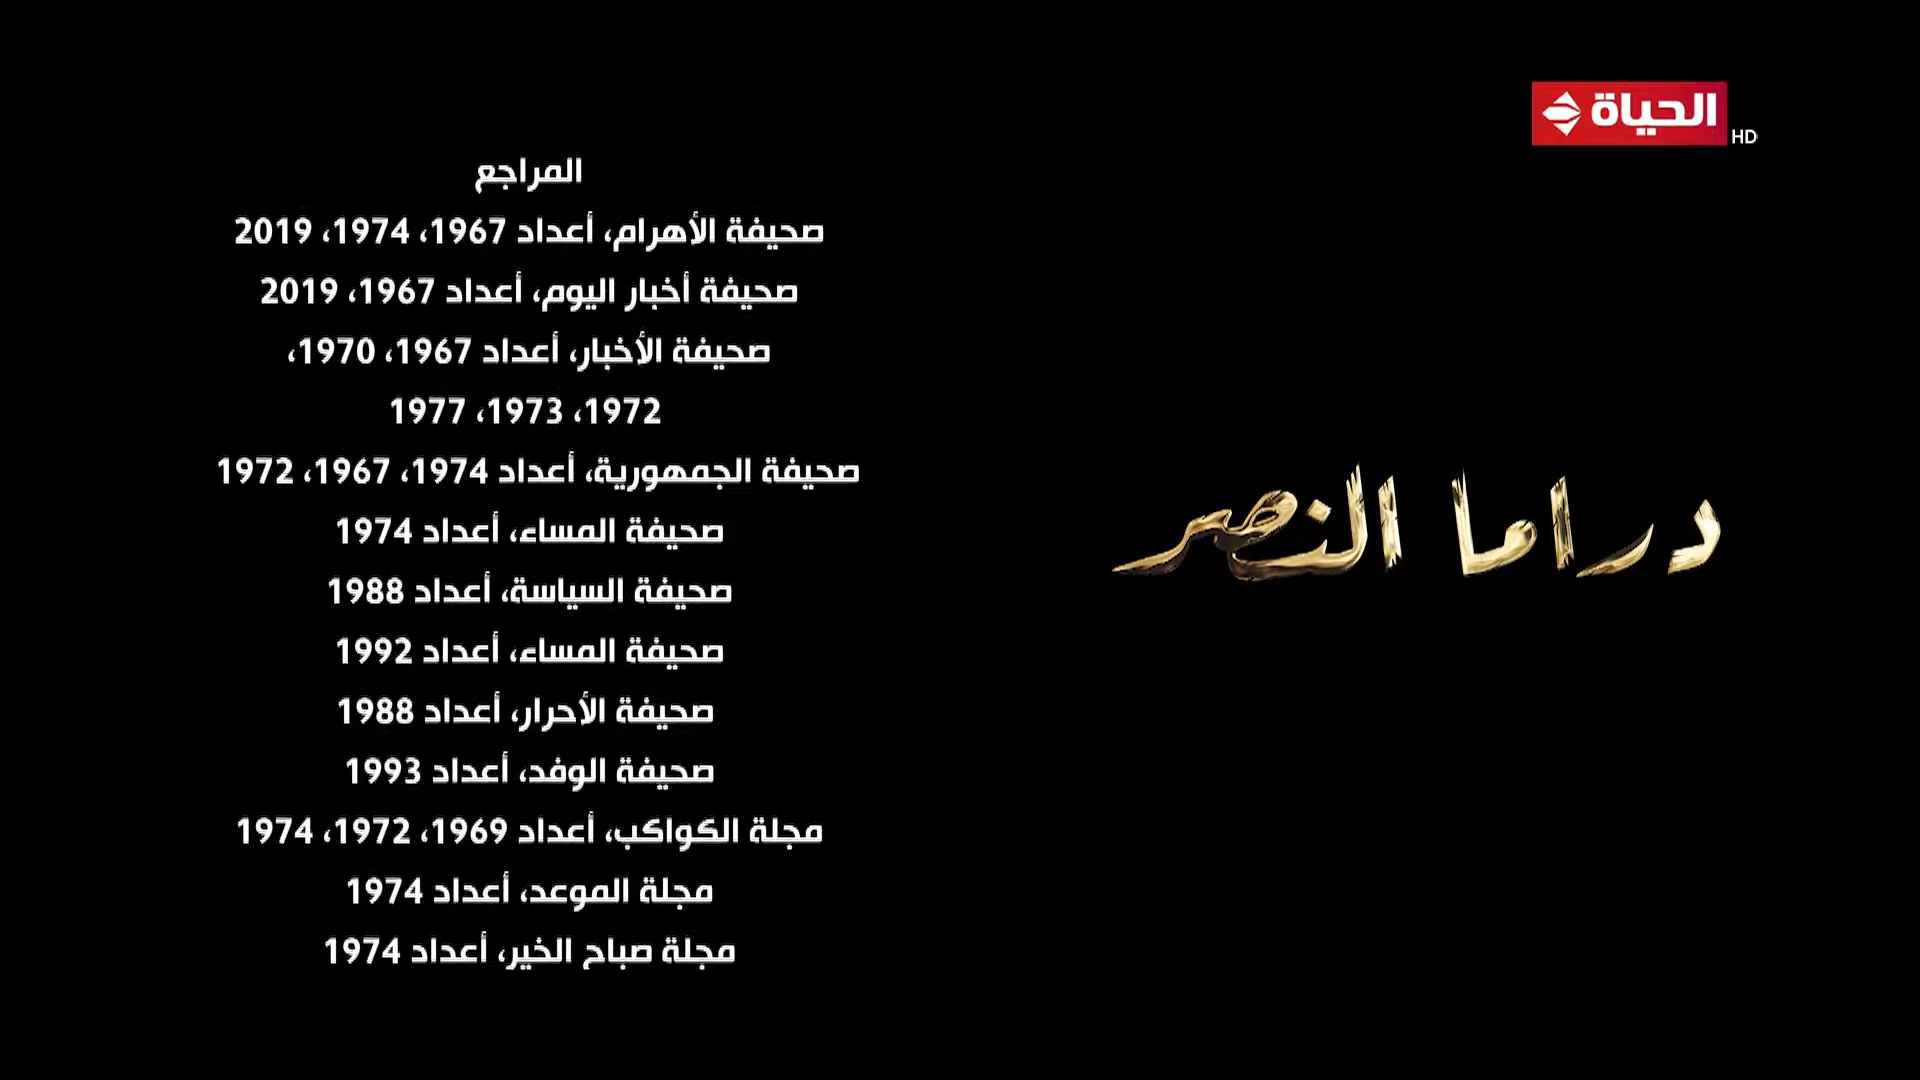 الحياة
HD
المراجع
صحيفة الأهرام، أعداد 1967، 1974، 2019
صحيفة أخبار اليوم، أعداد 1967، 2019
صحيفة الأخبار، أعداد 1967، 1970،
1972، 1973، 1977
صحيفة الجمهورية، أعداد 1974، 1967، 1972
صحيفة المساء، أعداد 1974
صحيفة السياسة، أعداد 1988
صحيفة المساء، أعداد 1992
صحيفة الأحرار، أعداد 1988
صحيفة الوفد، أعداد 1993
مجلة الكواكب، أعداد 1969، 1972، 1974
مجلة الموعد، أعداد 1974
مجلة صباح الخير، أعداد 1974
دراما النصر